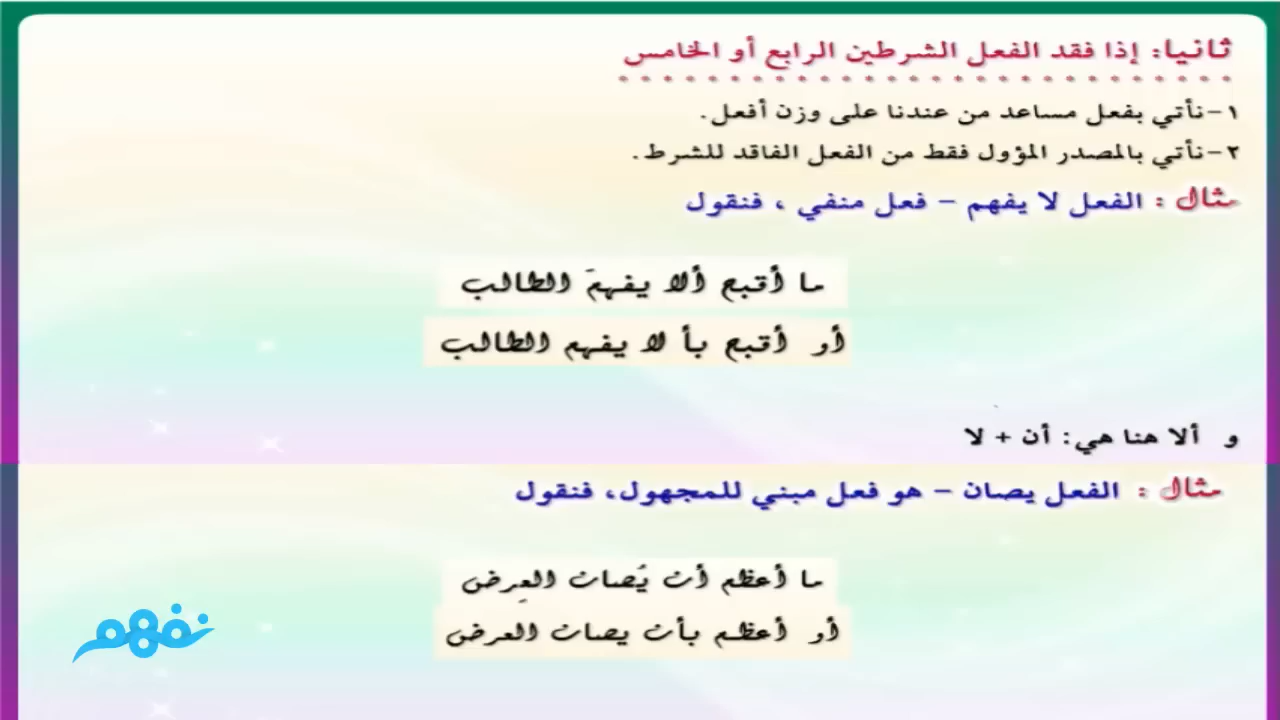 ثانيا: إذا فقد الفعل الشرطين الرابع أو الخامس
١-نأتي بفعل مساعد من عندنا على وزن أفعل.
٢-نأتي بالمصدر المؤول فقط من الفعل الفاقد للشرط.
مثال : الفعل لا يفهم - فعل منفي ، فنقول
ما أقبح ألا يفهمَ الطالب
أو أقبح بأ لا يفهم الطالب
و ألا هنا هي: أن + لا
مثال : الفعل يصان - هو فعل مبني للمجهول، فنقول
ما أعظم أن يُصان العِرض
أو أعظم بأن يصان العرض
نفهم